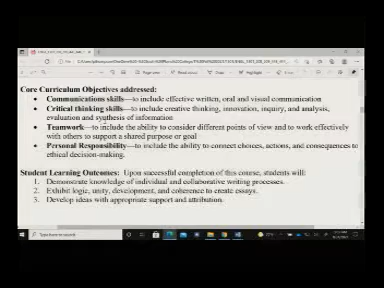 Core Curriculum Objectives addressed:
• Communications skills—to include effective written, oral and visual communication
• Critical thinking skills—to include creative thinking, innovation, inquiry, and analysis,
evaluation and synthesis of information
• Teamwork—to include the ability to consider different points of view and to work effectively
with others to support a shared purpose or goal
• Personal Responsibility—to include the ability to connect choices, actions, and consequences to
ethical decision-making.
Student Learning Outcomes: Upon successful completion of this course, students will:
1. Demonstrate knowledge of individual and collaborative writing processes.
2. Exhibit logic, unity, development, and coherence to create essays.
3. Develop ideas with appropriate support and attribution.
Type here to search